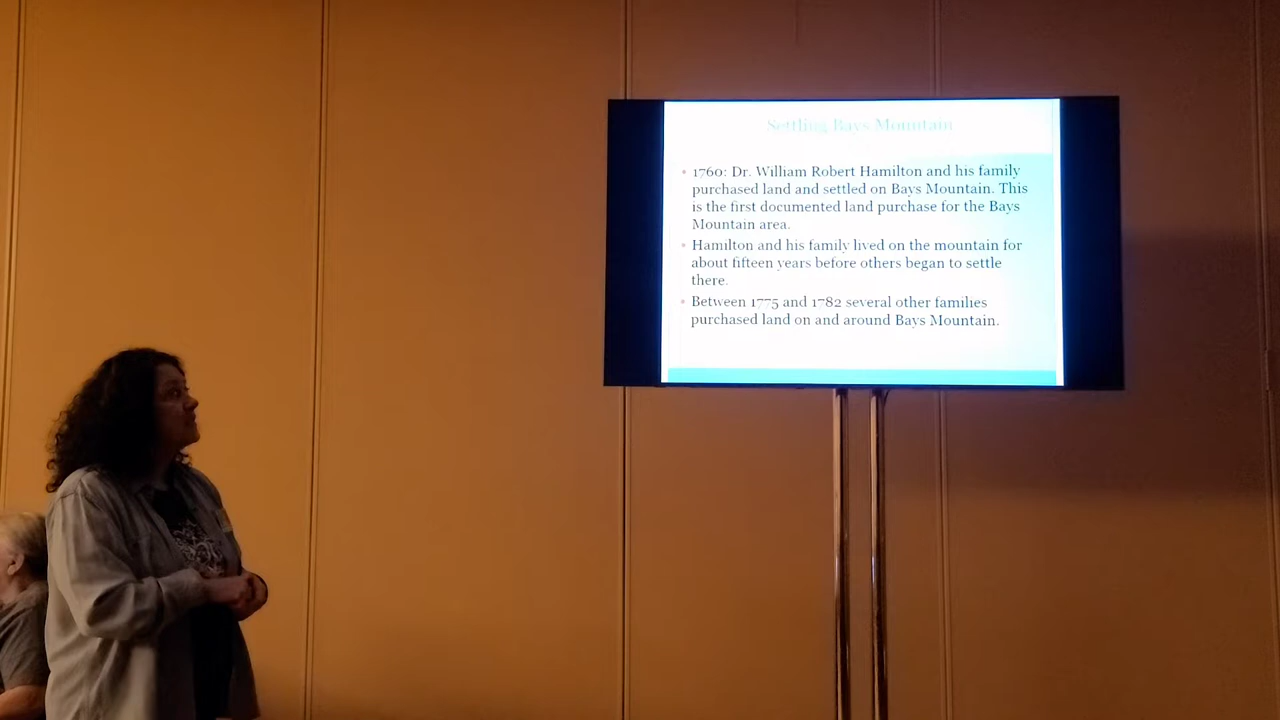 Settling Bays Mountain
• 1760: Dr. William Robert Hamilton and his family
purchased land and settled on Bays Mountain. This
is the first documented land purchase for the Bays
Mountain area.
• Hamilton and his family lived on the mountain for
about fifteen years before others began to settle
there.
• Between 1775 and 1782 several other families
purchased land on and around Bays Mountain.